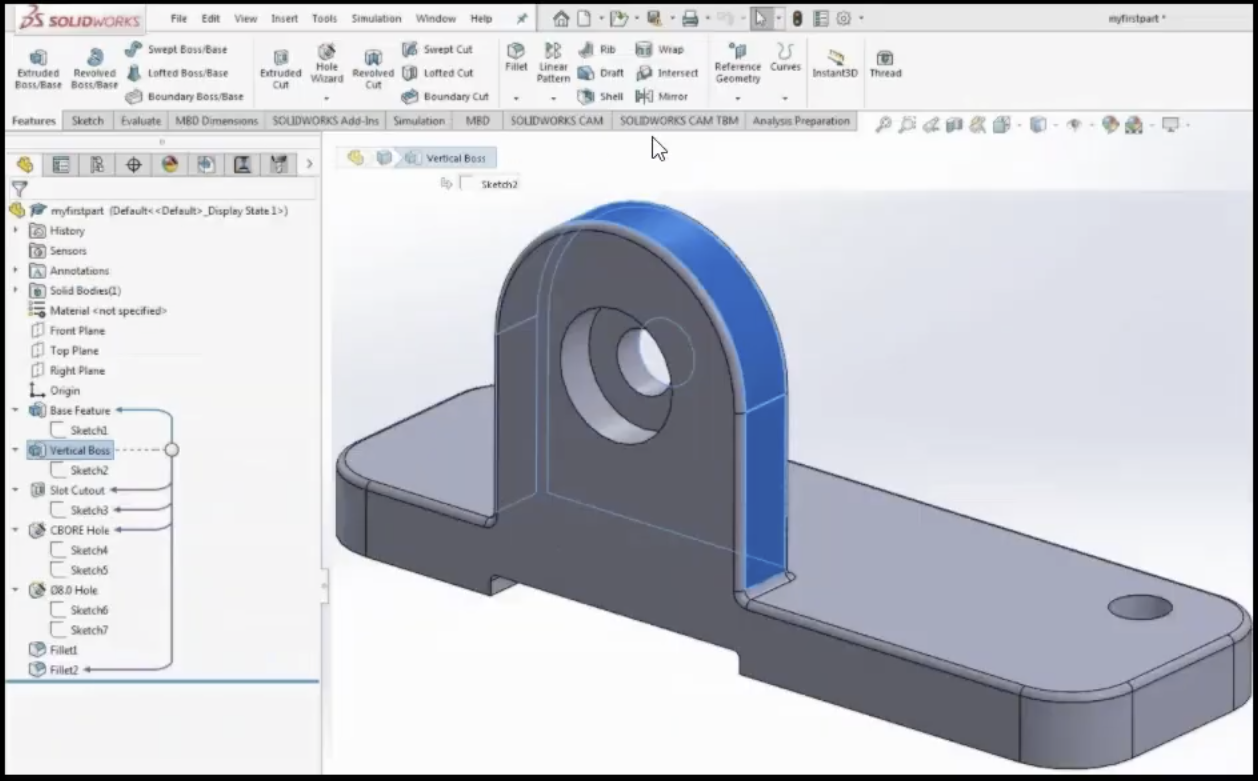 SOLIDWORKS File Edit View Insert Tools Simulation Window Help myfirstpart *
Extruded Boss/Base
Revolved Boss/Base
Swept Boss/Base
Lofted Boss/Base
Boundary Boss/Base
Extruded Cut
Hole Wizard
Revolved Cut
Swept Cut
Lofted Cut
Boundary Cut
Fillet
Linear Pattern
Rib
Draft
Shell
Wrap
Intersect
Mirror
Reference Geometry
Curves
Instant3D
Thread
Features Sketch Evaluate MBD Dimensions SOLIDWORKS Add-Ins Simulation MBD SOLIDWORKS CAM SOLIDWORKS CAM TBM Analysis Preparation
Vertical Boss
Sketch2
myfirstpart (Default<<Default>_Display State 1>)
History
Sensors
Annotations
Solid Bodies(1)
Material <not specified>
Front Plane
Top Plane
Right Plane
Origin
Base Feature
Sketch1
Vertical Boss
Sketch2
Slot Cutout
Sketch3
CBORE Hole
Sketch4
Sketch5
Ø8.0 Hole
Sketch6
Sketch7
Fillet1
Fillet2